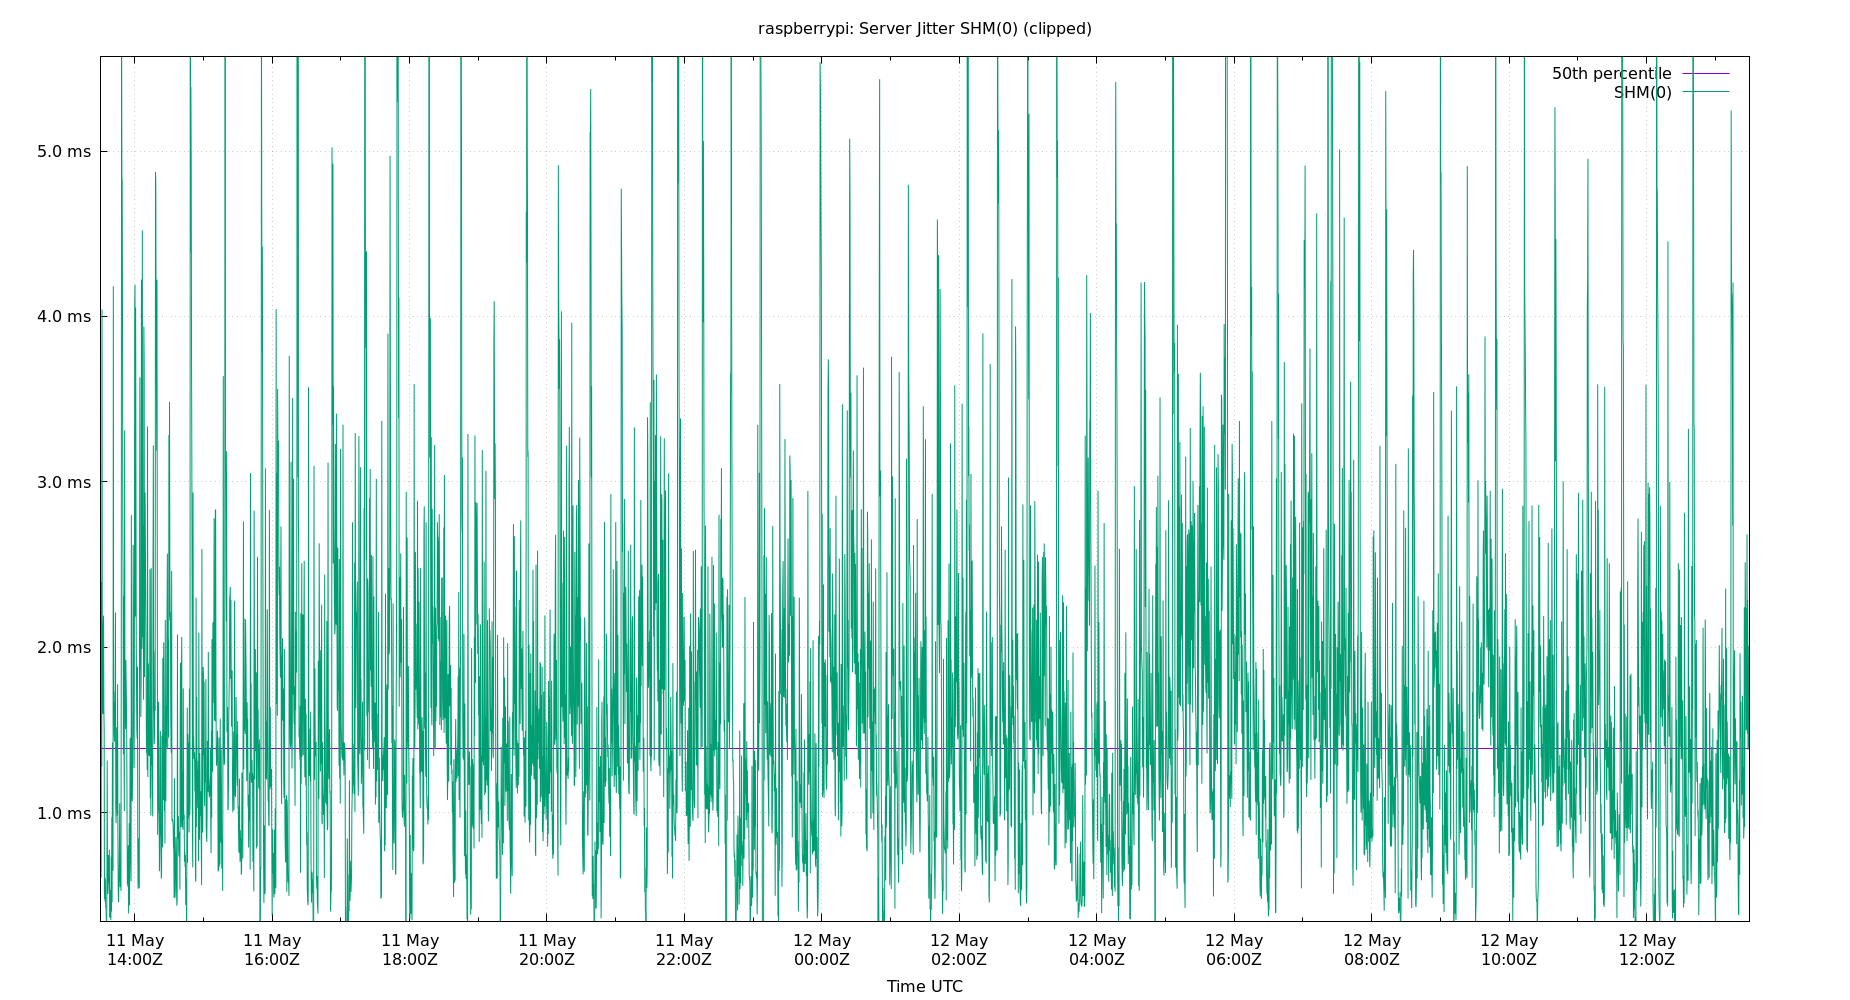 raspberrypi: Server Jitter SHM(0) (clipped)
50th percentile
SHM(0)
5.0 ms
4.0 ms
3.0 ms
2.0 ms
1.0 ms
11 May 11 May 11 May 11 May 11 May 12 May 12 May 12 May 12 May 12 May 12 May 12 May
14:00Z 16:00Z 18:00Z 20:00Z 22:00Z 00:00Z 02:00Z 04:00Z 06:00Z 08:00Z 10:00Z 12:00Z
Time UTC